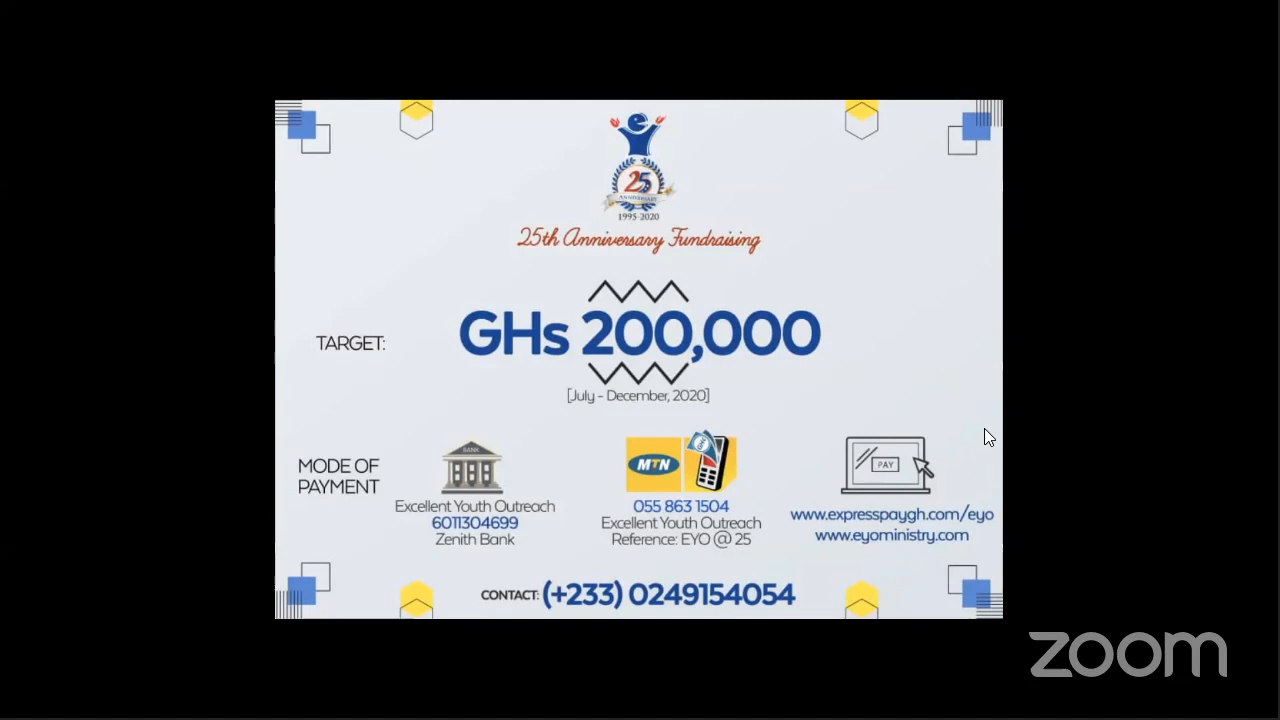 25
ANNIVERSARY
1995-2020
25th Anniversary Fundraising
TARGET:
GHs 200,000
[July - December, 2020]
MODE OF
PAYMENT
BANK
Excellent Youth Outreach
6011304699
Zenith Bank
MTN
055 863 1504
Excellent Youth Outreach
Reference: EYO @ 25
PAY
www.expresspaygh.com/eyo
www.eyoministry.com
CONTACT: (+233) 0249154054
zoom